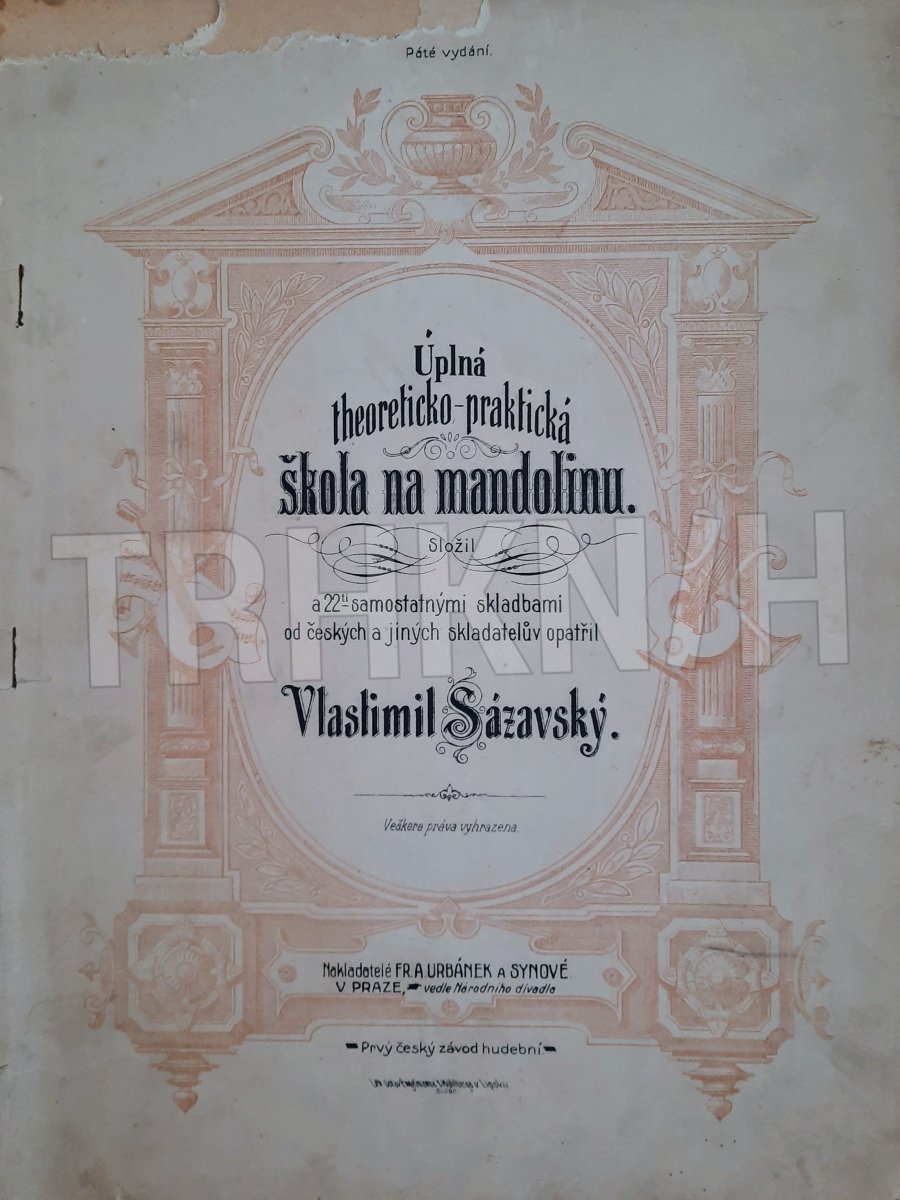 Páté vydání.
Úplná
theoreticko-praktická
škola na mandolinu.
Složil
a 22ti samostatnými skladbami
od českých a jiných skladatelův opatřil
Vlastimil Sázavský.
Veškera práva vyhrazena.
Nakladatelé FR. A. URBÁNEK A SYNOVÉ
V PRAZE, vedle Národního divadla
Prvý český závod hudební.
v Lipsku
TRHKNIH